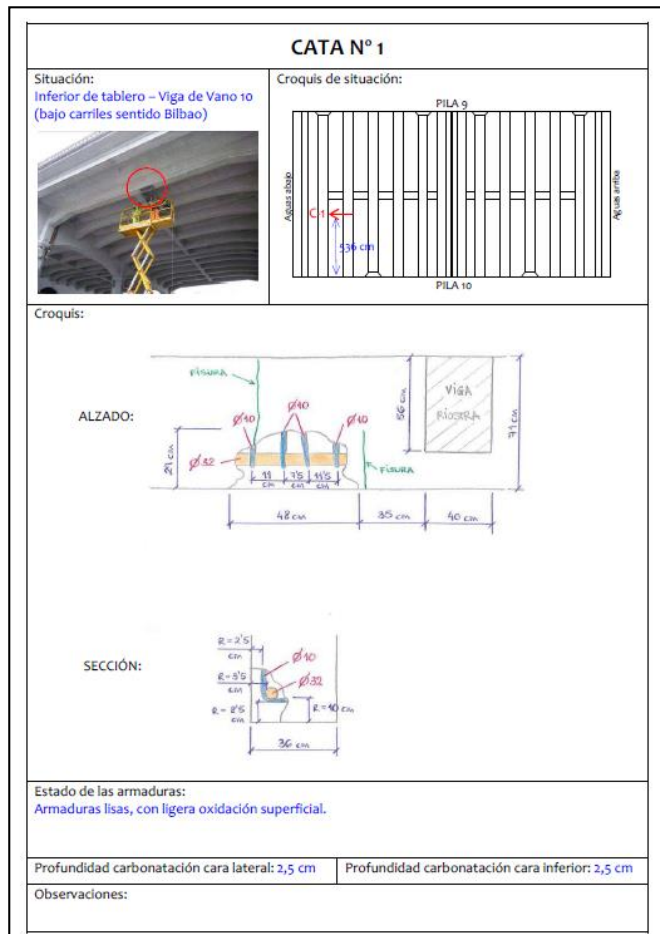 CATA Nº 1
Situación:
Inferior de tablero – Viga de Vano 10
(bajo carriles sentido Bilbao)
Croquis de situación:
PILA 9
Aguas abajo
Aguas arriba
C-1
536 cm
PILA 10
Croquis:
ALZADO:
FISURA
Ø10
Ø10
Ø10
Ø32
21 cm
11 cm
7'5 cm
11'5 cm
FISURA
48 cm
35 cm
40 cm
56 cm
VIGA
RIOSTRA
71 cm
SECCIÓN:
R=2'5 cm
Ø10
R=3'5 cm
Ø32
R=10 cm
36 cm
Estado de las armaduras:
Armaduras lisas, con ligera oxidación superficial.
Profundidad carbonatación cara lateral: 2,5 cm
Profundidad carbonatación cara inferior: 2,5 cm
Observaciones: